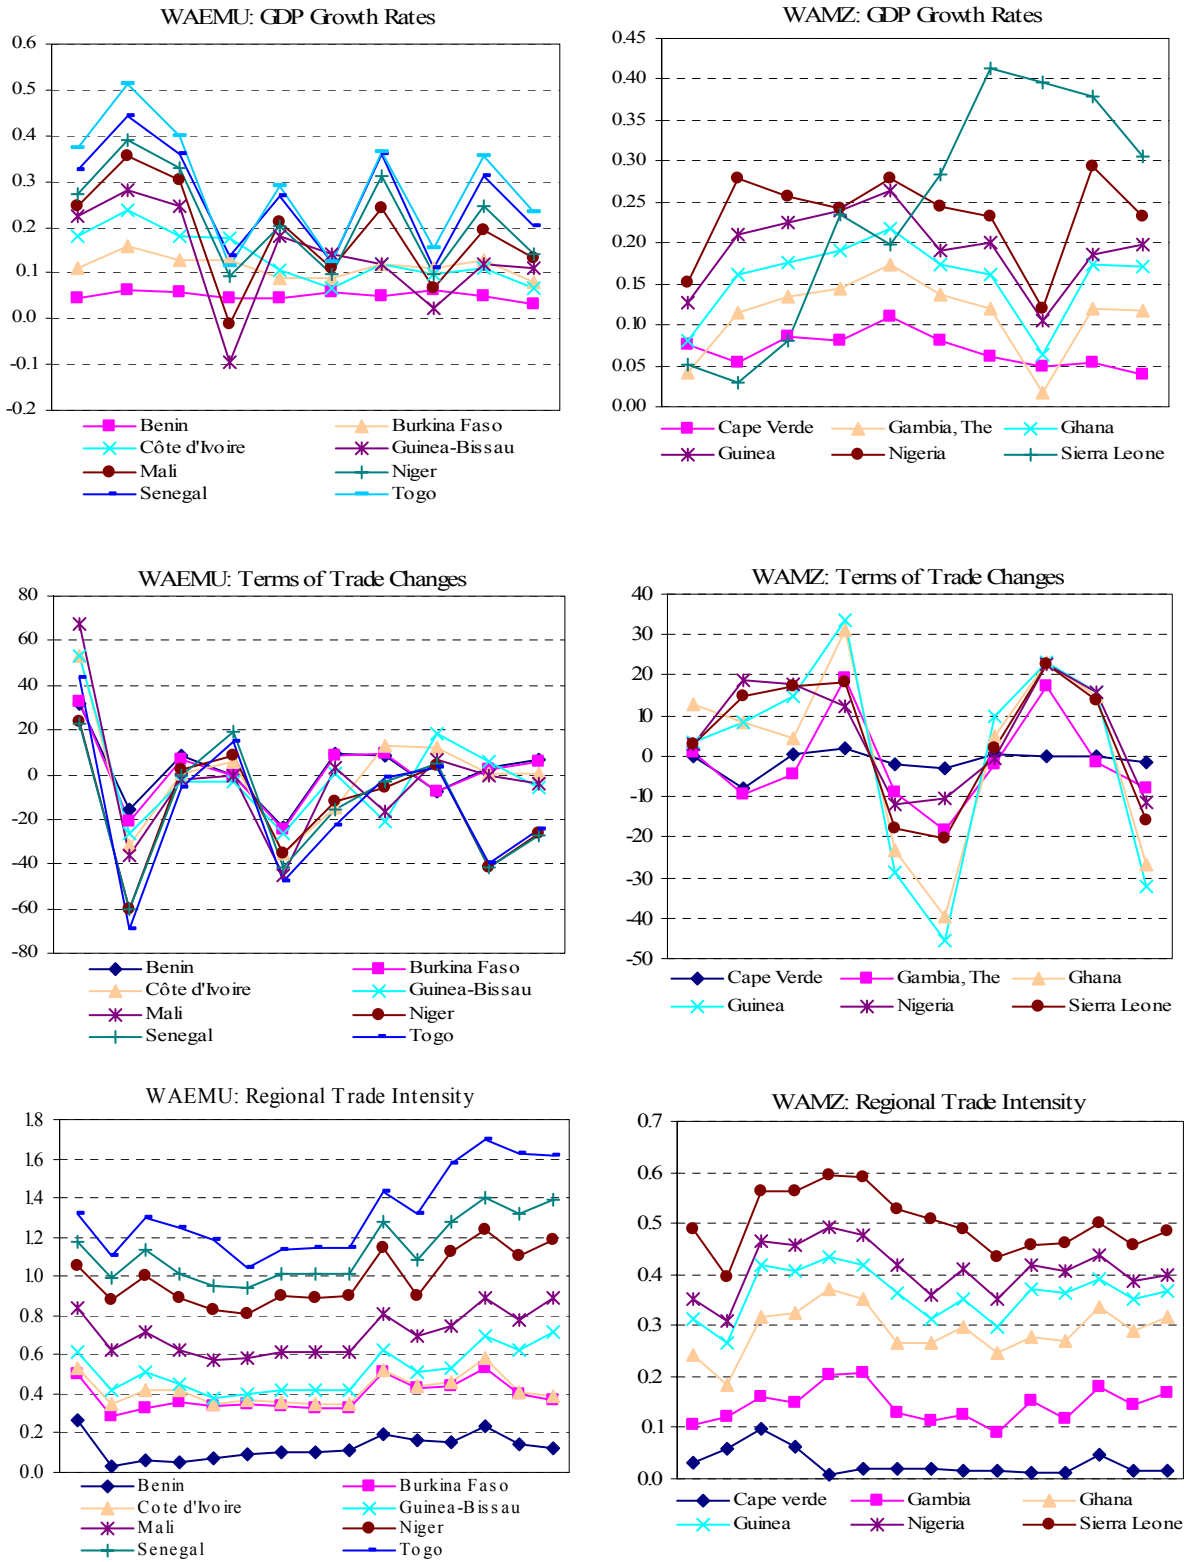 WAEMU: GDP Growth Rates
0.6
0.5
0.4
0.3
0.2
0.1
0.0
-0.1
-0.2
Benin
Burkina Faso
Côte d'Ivoire
Guinea-Bissau
Mali
Niger
Senegal
Togo
WAMZ: GDP Growth Rates
0.45
0.40
0.35
0.30
0.25
0.20
0.15
0.10
0.05
0.00
Cape Verde
Gambia, The
Ghana
Guinea
Nigeria
Sierra Leone
WAEMU: Terms of Trade Changes
80
60
40
20
0
-20
-40
-60
-80
Benin
Burkina Faso
Côte d'Ivoire
Guinea-Bissau
Mali
Niger
Senegal
Togo
WAMZ: Terms of Trade Changes
40
30
20
10
0
-10
-20
-30
-40
-50
Cape Verde
Gambia, The
Ghana
Guinea
Nigeria
Sierra Leone
WAEMU: Regional Trade Intensity
1.8
1.6
1.4
1.2
1.0
0.8
0.6
0.4
0.2
0.0
Benin
Burkina Faso
Cote d'Ivoire
Guinea-Bissau
Mali
Niger
Senegal
Togo
WAMZ: Regional Trade Intensity
0.7
0.6
0.5
0.4
0.3
0.2
0.1
0.0
Cape verde
Gambia
Ghana
Guinea
Nigeria
Sierra Leone